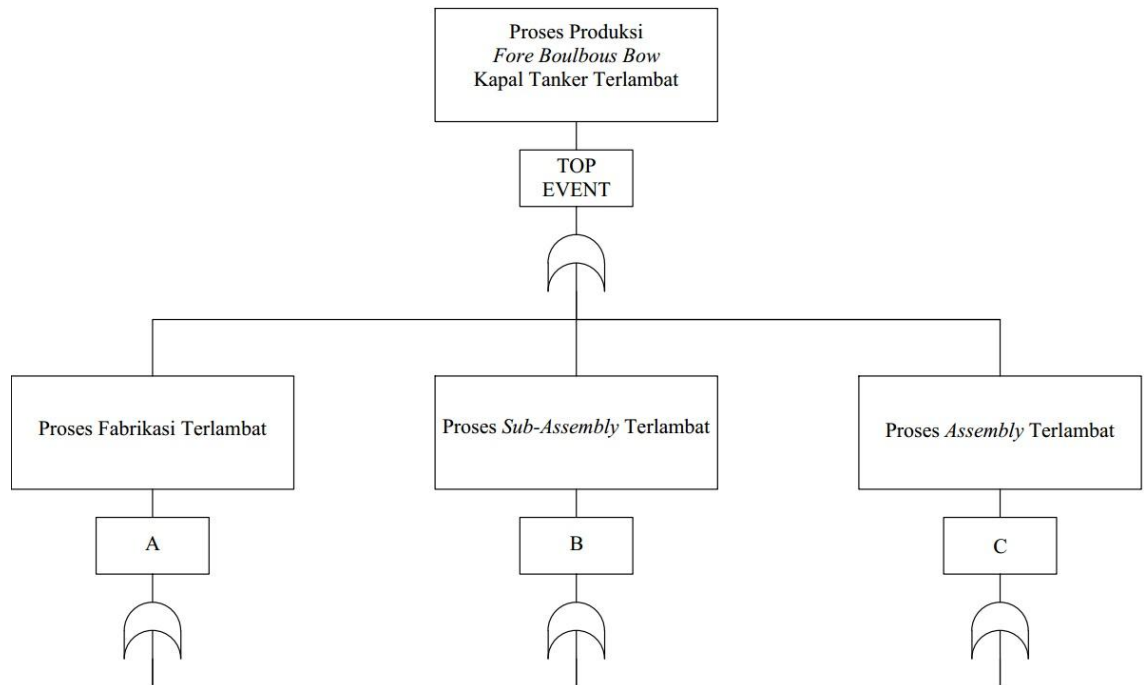 Proses Produksi
Fore Boulbous Bow
Kapal Tanker Terlambat
TOP
EVENT
Proses Fabrikasi Terlambat
Proses Sub-Assembly Terlambat
Proses Assembly Terlambat
A
B
C